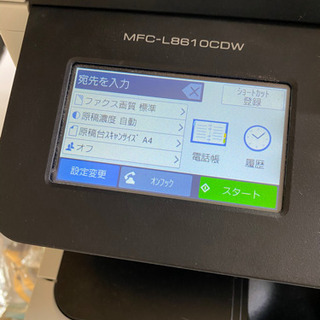 MFC-L8610CDW
宛先を入力
ショートカット
登録
ファクス画質 標準
原稿濃度 自動
原稿台スキャンサイズ A4
オフ
電話帳
履歴
設定変更
オンフック
スタート